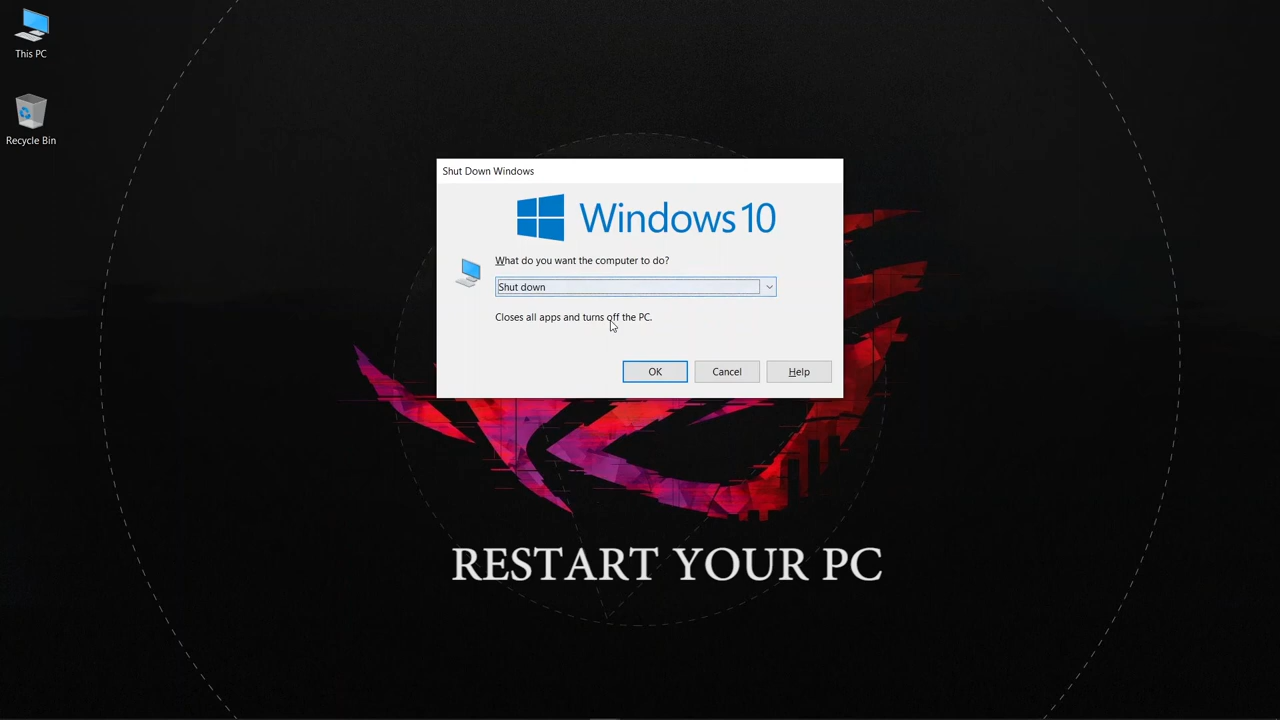 This PC
Recycle Bin
Shut Down Windows
Windows 10
What do you want the computer to do?
Shut down
Closes all apps and turns off the PC.
OK
Cancel
Help
RESTART YOUR PC